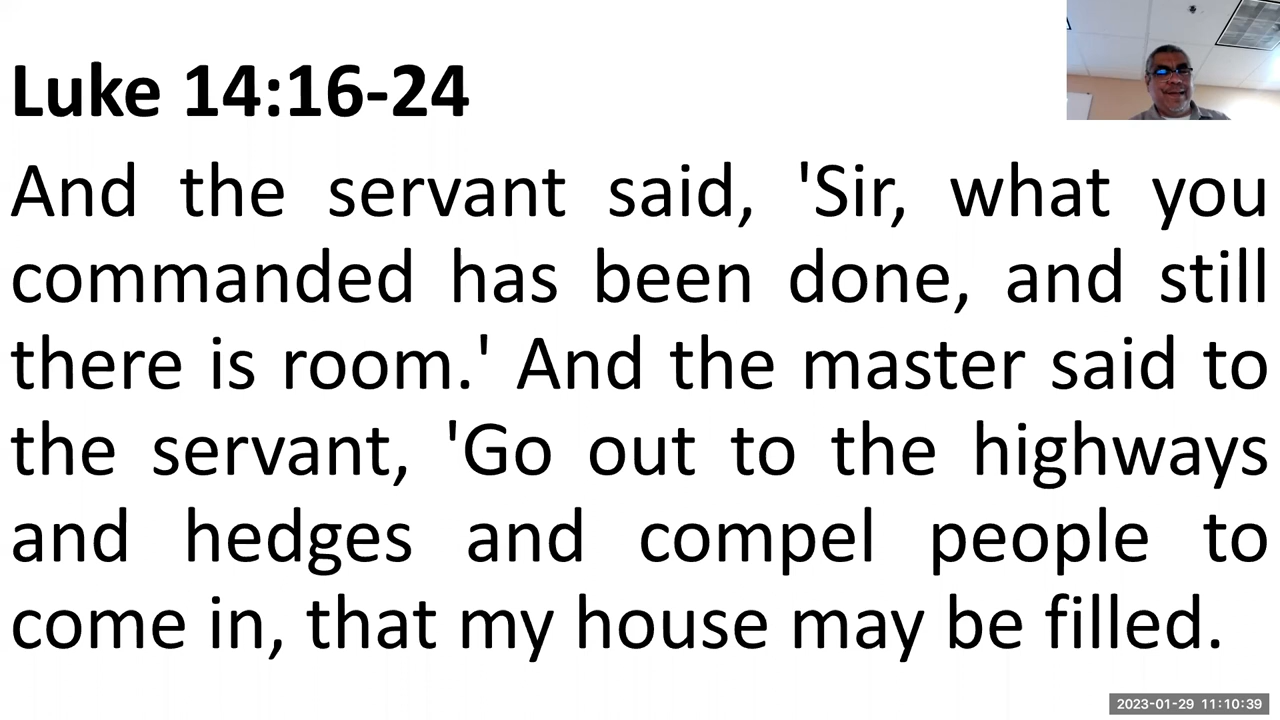 Luke 14:16-24
And the servant said, 'Sir, what you
commanded has been done, and still
there is room.' And the master said to
the servant, 'Go out to the highways
and hedges and compel people to
come in, that my house may be filled.
2023-01-29 11:10:39